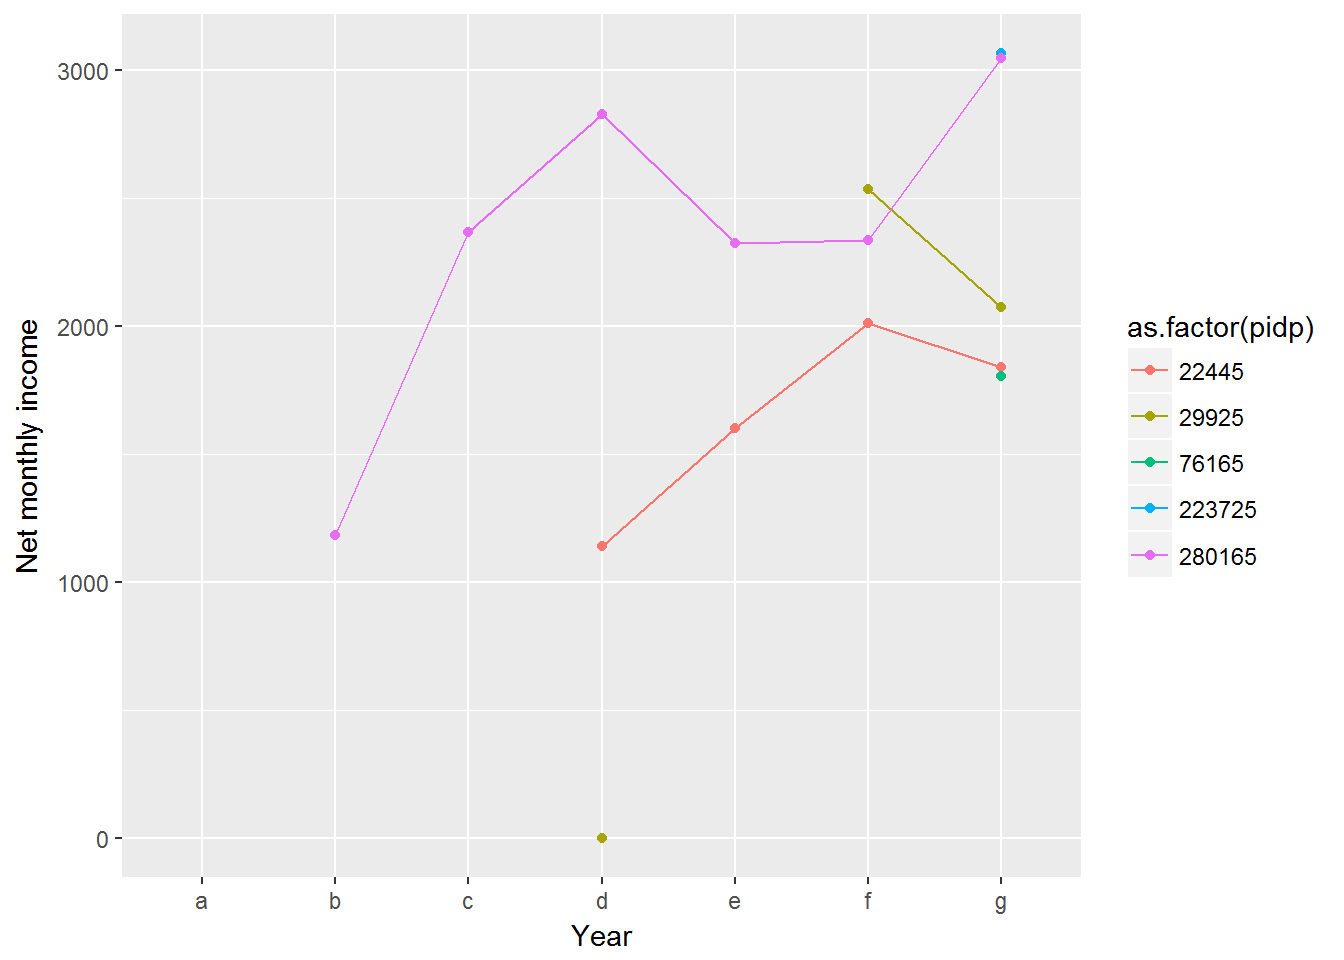 3000
2000
1000
0
Net monthly income
a b c d e f g
Year
as.factor(pidp)
22445
29925
76165
223725
280165